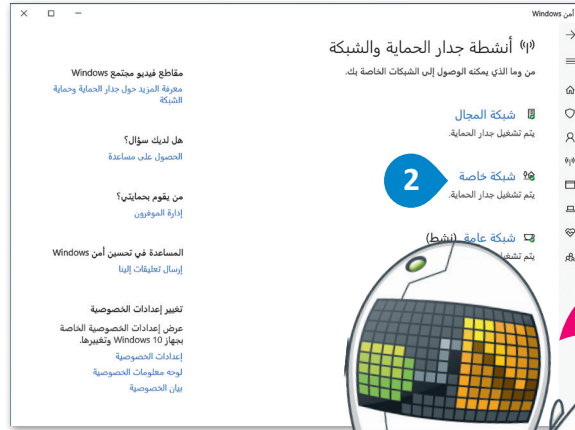 أمن Windows
أنشطة جدار الحماية والشبكة
من وما الذي يمكنه الوصول إلى الشبكات الخاصة بك.
شبكة المجال
يتم تشغيل جدار الحماية.
2
شبكة خاصة
يتم تشغيل جدار الحماية.
شبكة عامة (نشط)
يتم
مقاطع فيديو مجتمع Windows
معرفة المزيد حول جدار الحماية وحماية
الشبكة
هل لديك سؤال؟
الحصول على مساعدة
من يقوم بحمايتي؟
إدارة الموفرون
المساعدة في تحسين أمن Windows
إرسال تعليقات إلينا
تغيير إعدادات الخصوصية
عرض إعدادات الخصوصية الخاصة
بجهاز Windows 10 وتغييرها.
إعدادات الخصوصية
لوحه معلومات الخصوصية
بيان الخصوصية